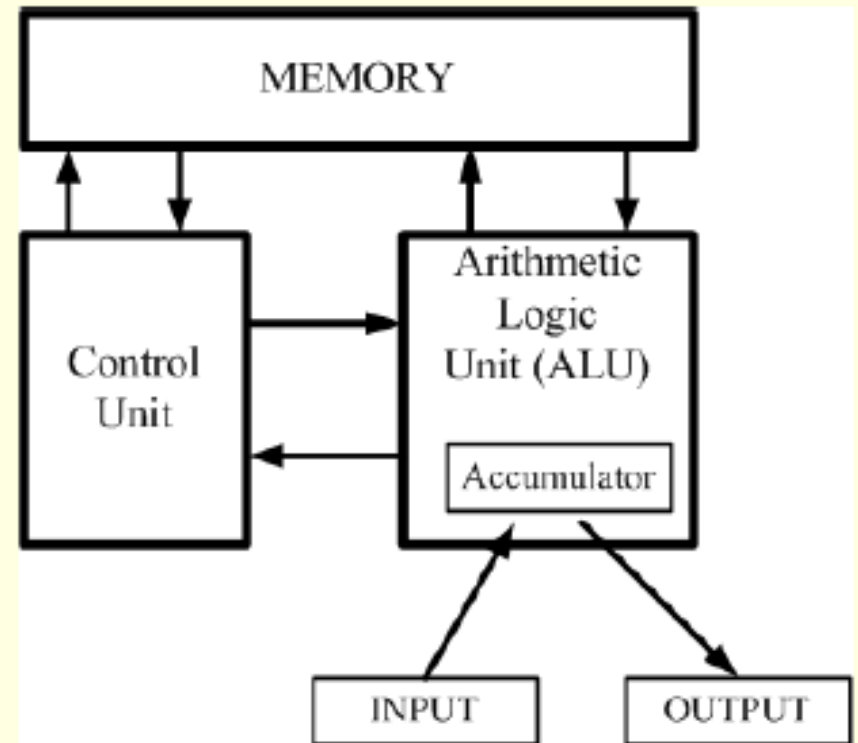 MEMORY
Control
Unit
Arithmetic
Logic
Unit (ALU)
Accumulator
INPUT
OUTPUT